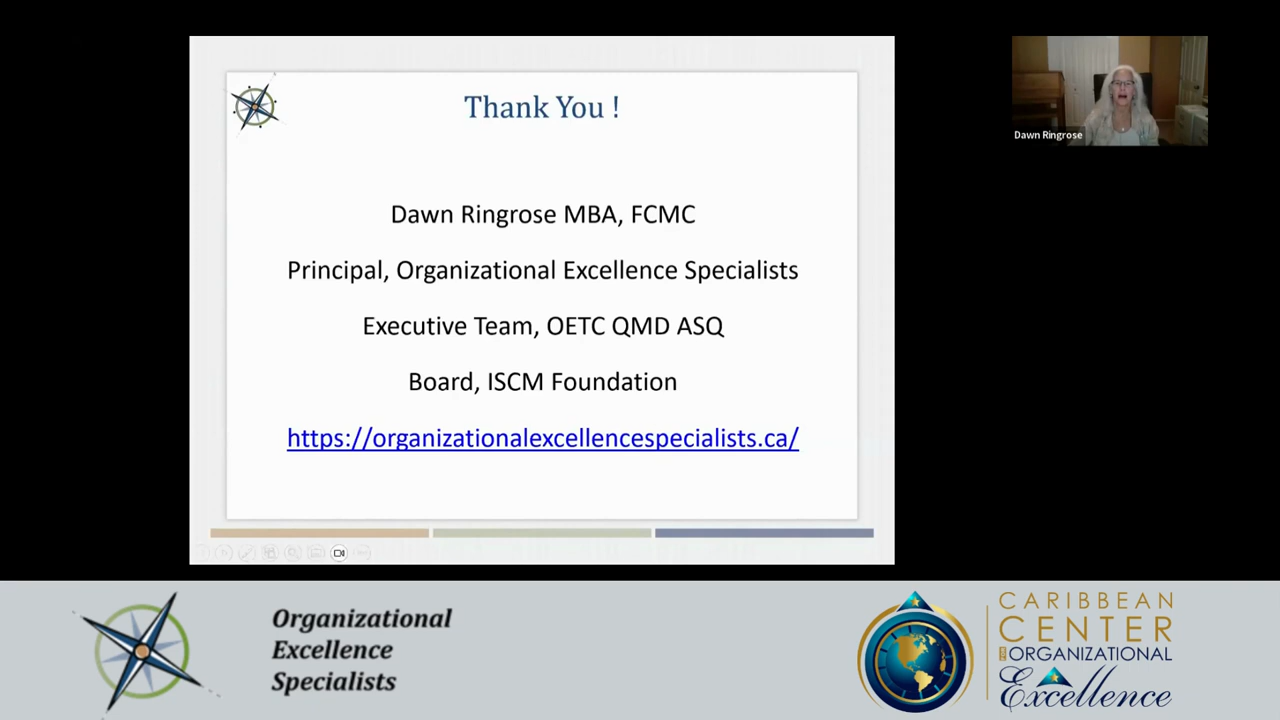 Thank You !
Dawn Ringrose MBA, FCMC
Principal, Organizational Excellence Specialists
Executive Team, OETC QMD ASQ
Board, ISCM Foundation
https://organizationalexcellencespecialists.ca/
Dawn Ringrose
Organizational
Excellence
Specialists
CARIBBEAN
CENTER
FOR ORGANIZATIONAL
Excellence